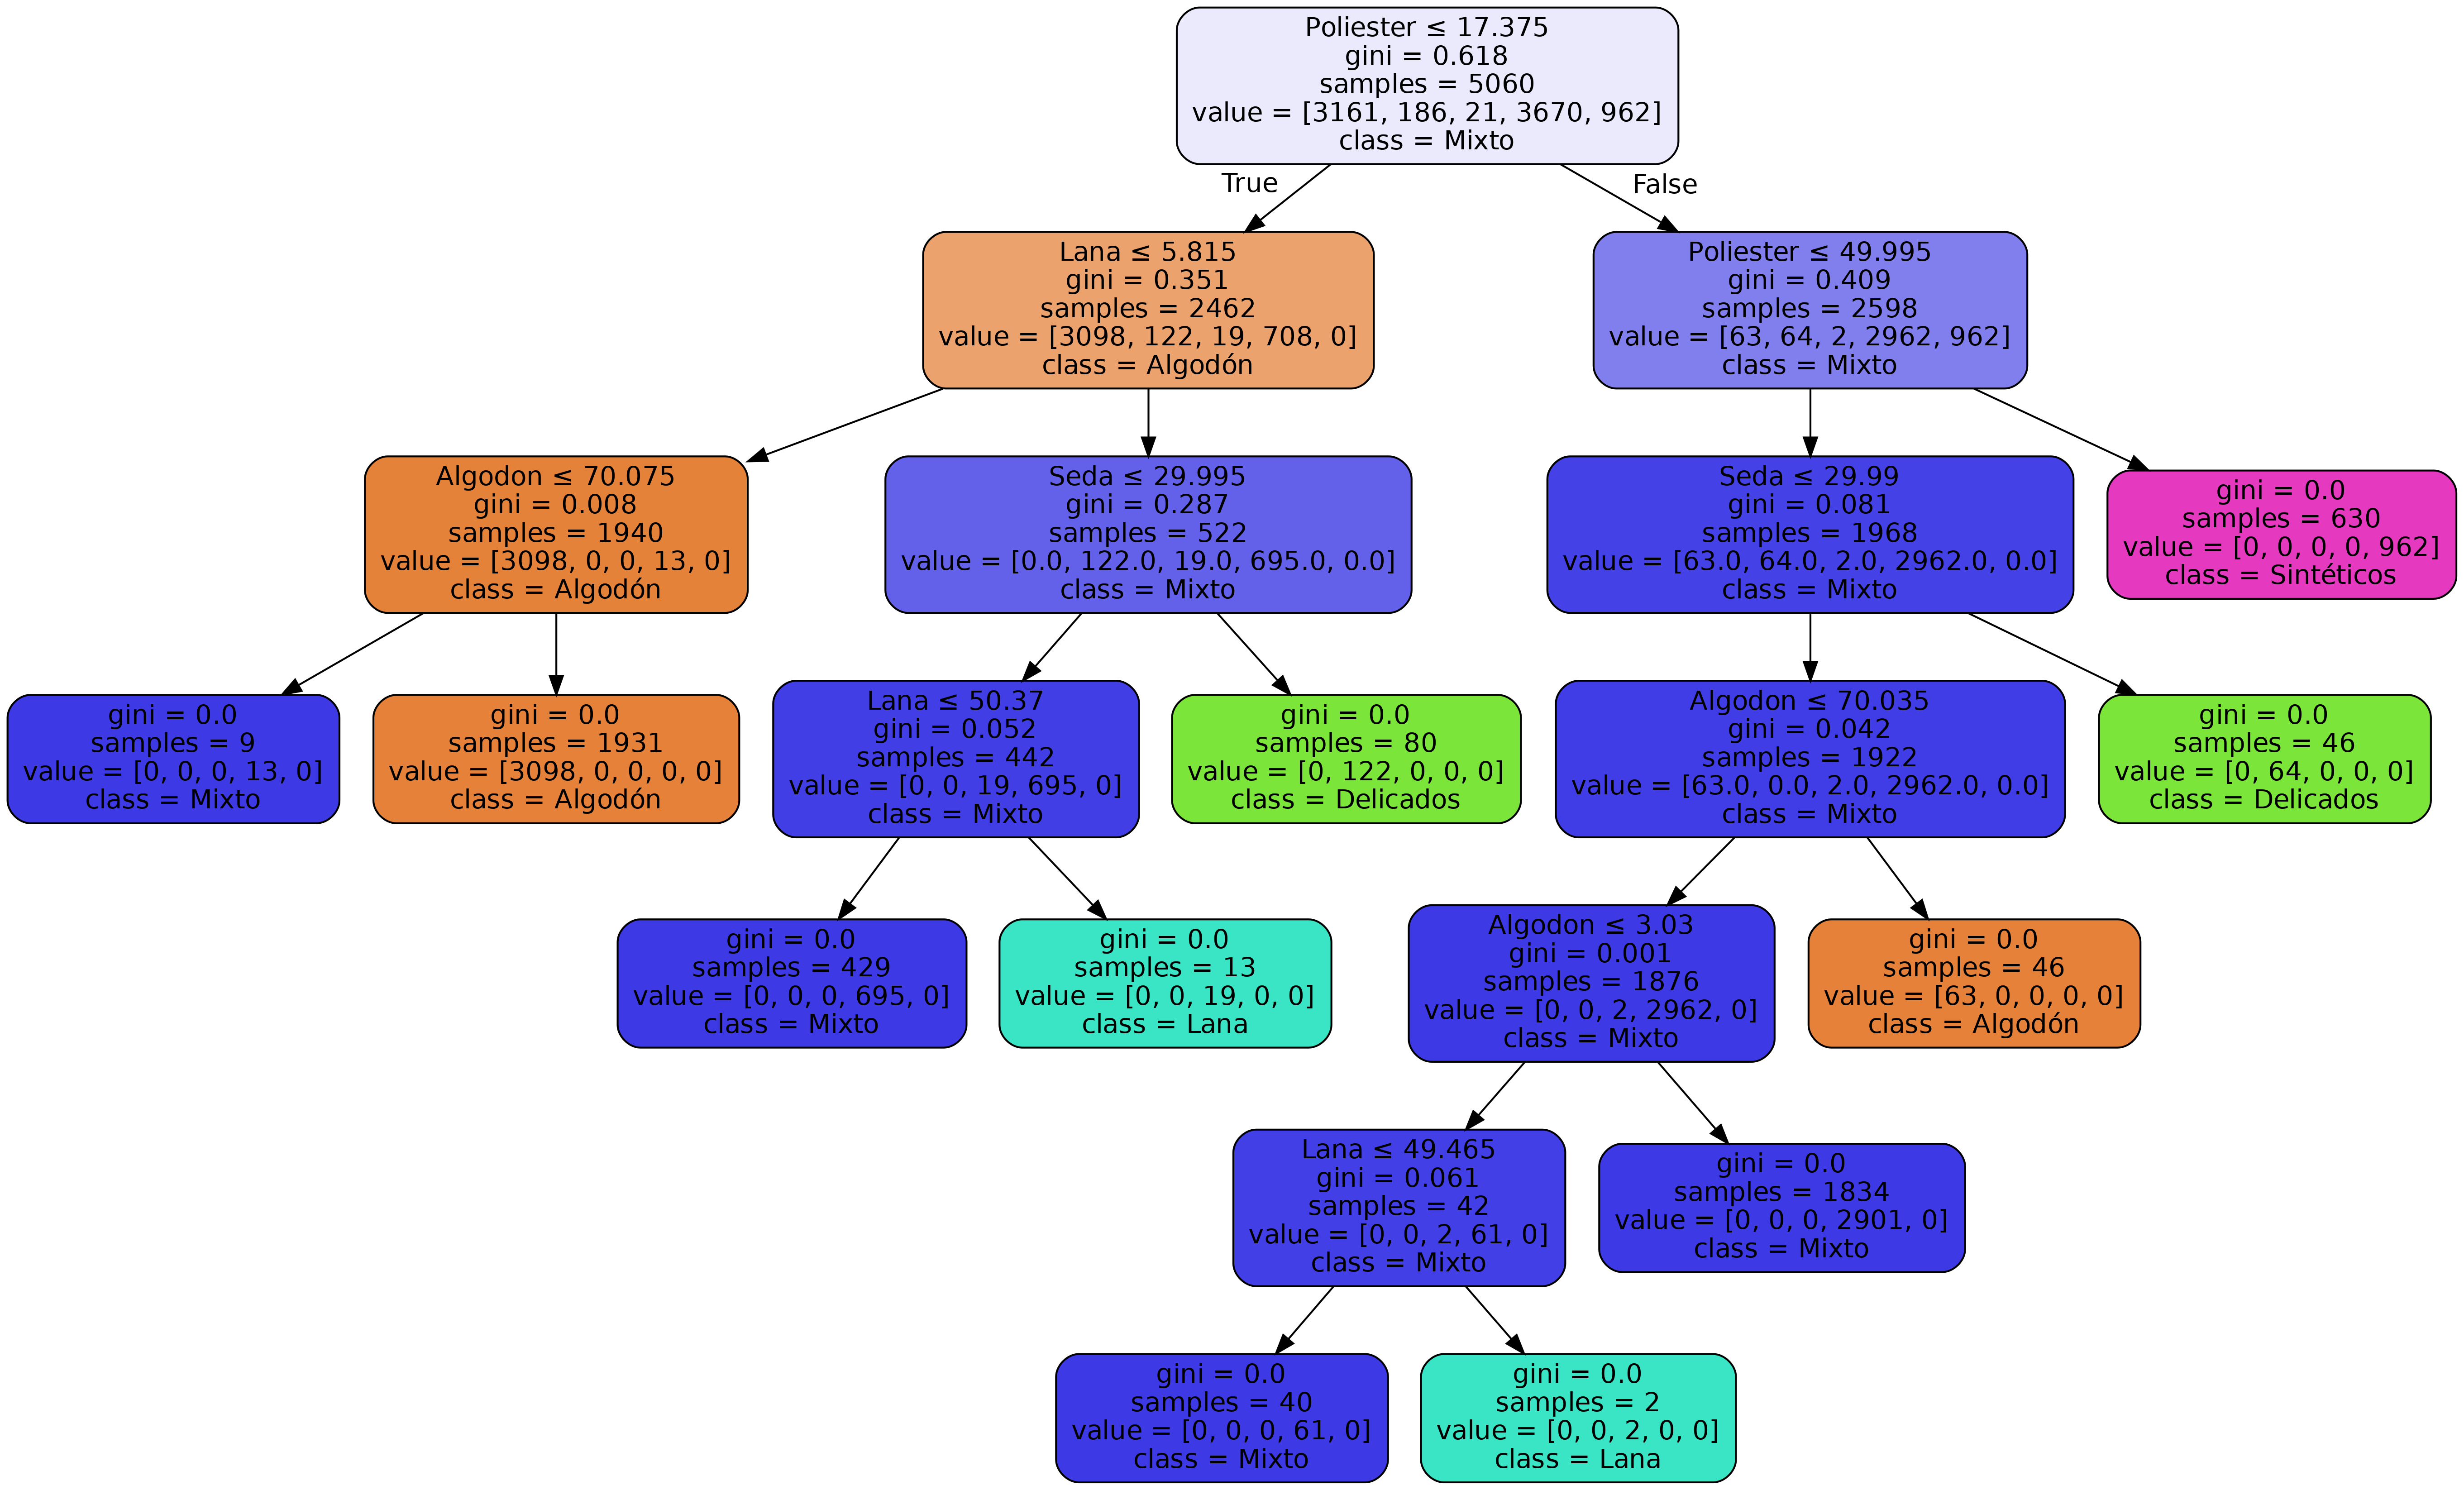 Poliester ≤ 17.375
gini = 0.618
samples = 5060
value = [3161, 186, 21, 3670, 962]
class = Mixto
True
False
Lana ≤ 5.815
gini = 0.351
samples = 2462
value = [3098, 122, 19, 708, 0]
class = Algodón
Poliester ≤ 49.995
gini = 0.409
samples = 2598
value = [63, 64, 2, 2962, 962]
class = Mixto
Algodon ≤ 70.075
gini = 0.008
samples = 1940
value = [3098, 0, 0, 13, 0]
class = Algodón
Seda ≤ 29.995
gini = 0.287
samples = 522
value = [0.0, 122.0, 19.0, 695.0, 0.0]
class = Mixto
Seda ≤ 29.99
gini = 0.081
samples = 1968
value = [63.0, 64.0, 2.0, 2962.0, 0.0]
class = Mixto
gini = 0.0
samples = 630
value = [0, 0, 0, 0, 962]
class = Sintéticos
gini = 0.0
samples = 9
value = [0, 0, 0, 13, 0]
class = Mixto
gini = 0.0
samples = 1931
value = [3098, 0, 0, 0, 0]
class = Algodón
Lana ≤ 50.37
gini = 0.052
samples = 442
value = [0, 0, 19, 695, 0]
class = Mixto
gini = 0.0
samples = 80
value = [0, 122, 0, 0, 0]
class = Delicados
Algodon ≤ 70.035
gini = 0.042
samples = 1922
value = [63.0, 0.0, 2.0, 2962.0, 0.0]
class = Mixto
gini = 0.0
samples = 46
value = [0, 64, 0, 0, 0]
class = Delicados
gini = 0.0
samples = 429
value = [0, 0, 0, 695, 0]
class = Mixto
gini = 0.0
samples = 13
value = [0, 0, 19, 0, 0]
class = Lana
Algodon ≤ 3.03
gini = 0.001
samples = 1876
value = [0, 0, 2, 2962, 0]
class = Mixto
gini = 0.0
samples = 46
value = [63, 0, 0, 0, 0]
class = Algodón
Lana ≤ 49.465
gini = 0.061
samples = 42
value = [0, 0, 2, 61, 0]
class = Mixto
gini = 0.0
samples = 1834
value = [0, 0, 0, 2901, 0]
class = Mixto
gini = 0.0
samples = 40
value = [0, 0, 0, 61, 0]
class = Mixto
gini = 0.0
samples = 2
value = [0, 0, 2, 0, 0]
class = Lana